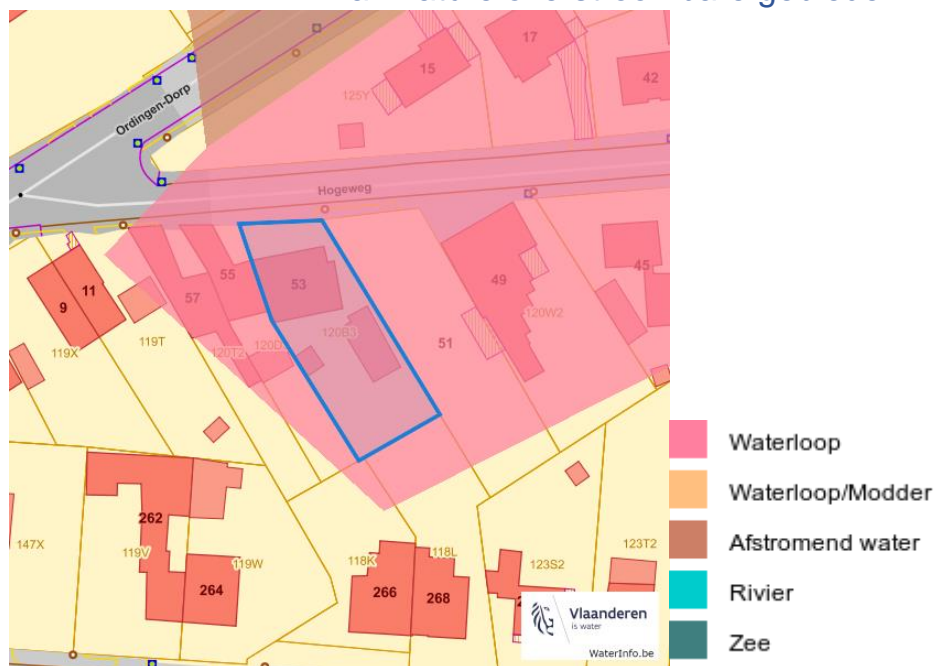 17
15
42
125Y
Ordingen-Dorp
Hogeweg
55
53
57
49
45
9
11
120B3
120W2
51
119X
119T
120T2
120D
Waterloop
Waterloop/Modder
Afstromend water
Rivier
Zee
262
147X
119V
119W
264
118K
118L
266
268
123S2
123T2
Vlaanderen
is water
WaterInfo.be